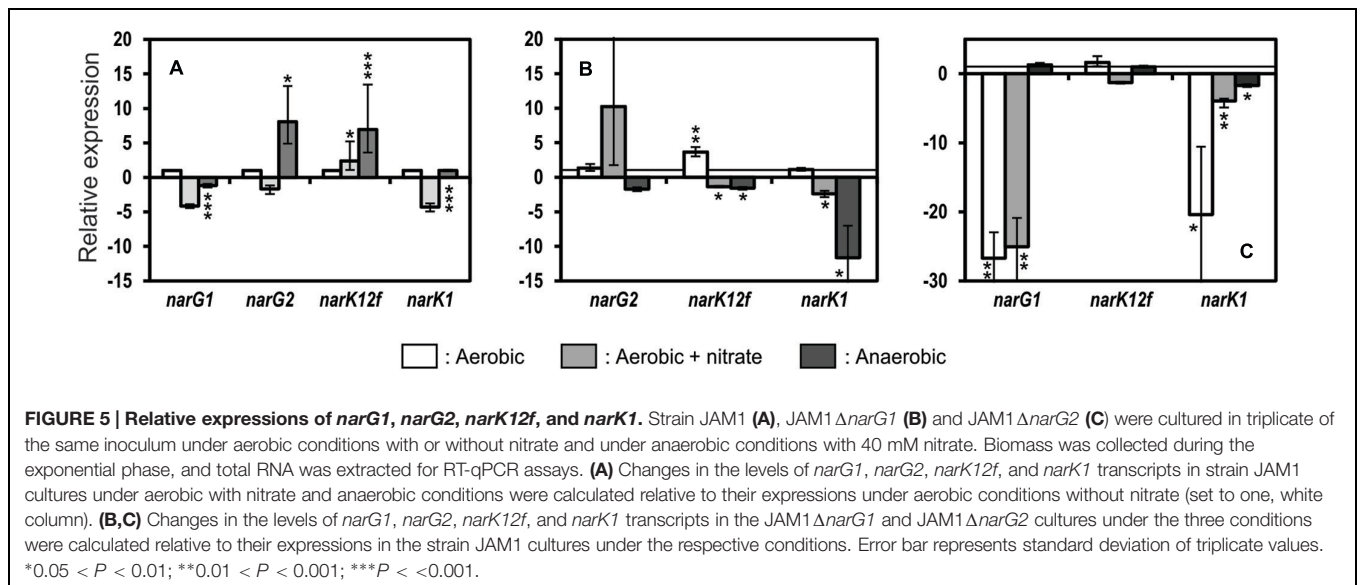 Relative expression
20
15
10
5
0
-5
-10
-15
A
*
***
*
***
***
narG1 narG2 narK12f narK1
20
15
10
5
0
-5
-10
-15
B
**
*
*
*
*
narG2 narK12f narK1
0
-10
-20
-30
C
**
**
*
**
*
narG1 narK12f narK1
: Aerobic : Aerobic + nitrate : Anaerobic
FIGURE 5 | Relative expressions of narG1, narG2, narK12f, and narK1. Strain JAM1 (A), JAM1ΔnarG1 (B) and JAM1ΔnarG2 (C) were cultured in triplicate of
the same inoculum under aerobic conditions with or without nitrate and under anaerobic conditions with 40 mM nitrate. Biomass was collected during the
exponential phase, and total RNA was extracted for RT-qPCR assays. (A) Changes in the levels of narG1, narG2, narK12f, and narK1 transcripts in strain JAM1
cultures under aerobic with nitrate and anaerobic conditions were calculated relative to their expressions under aerobic conditions without nitrate (set to one, white
column). (B,C) Changes in the levels of narG1, narG2, narK12f, and narK1 transcripts in the JAM1ΔnarG1 and JAM1ΔnarG2 cultures under the three conditions
were calculated relative to their expressions in the strain JAM1 cultures under the respective conditions. Error bar represents standard deviation of triplicate values.
*0.05 < P < 0.01; **0.01 < P < 0.001; ***P < <0.001.